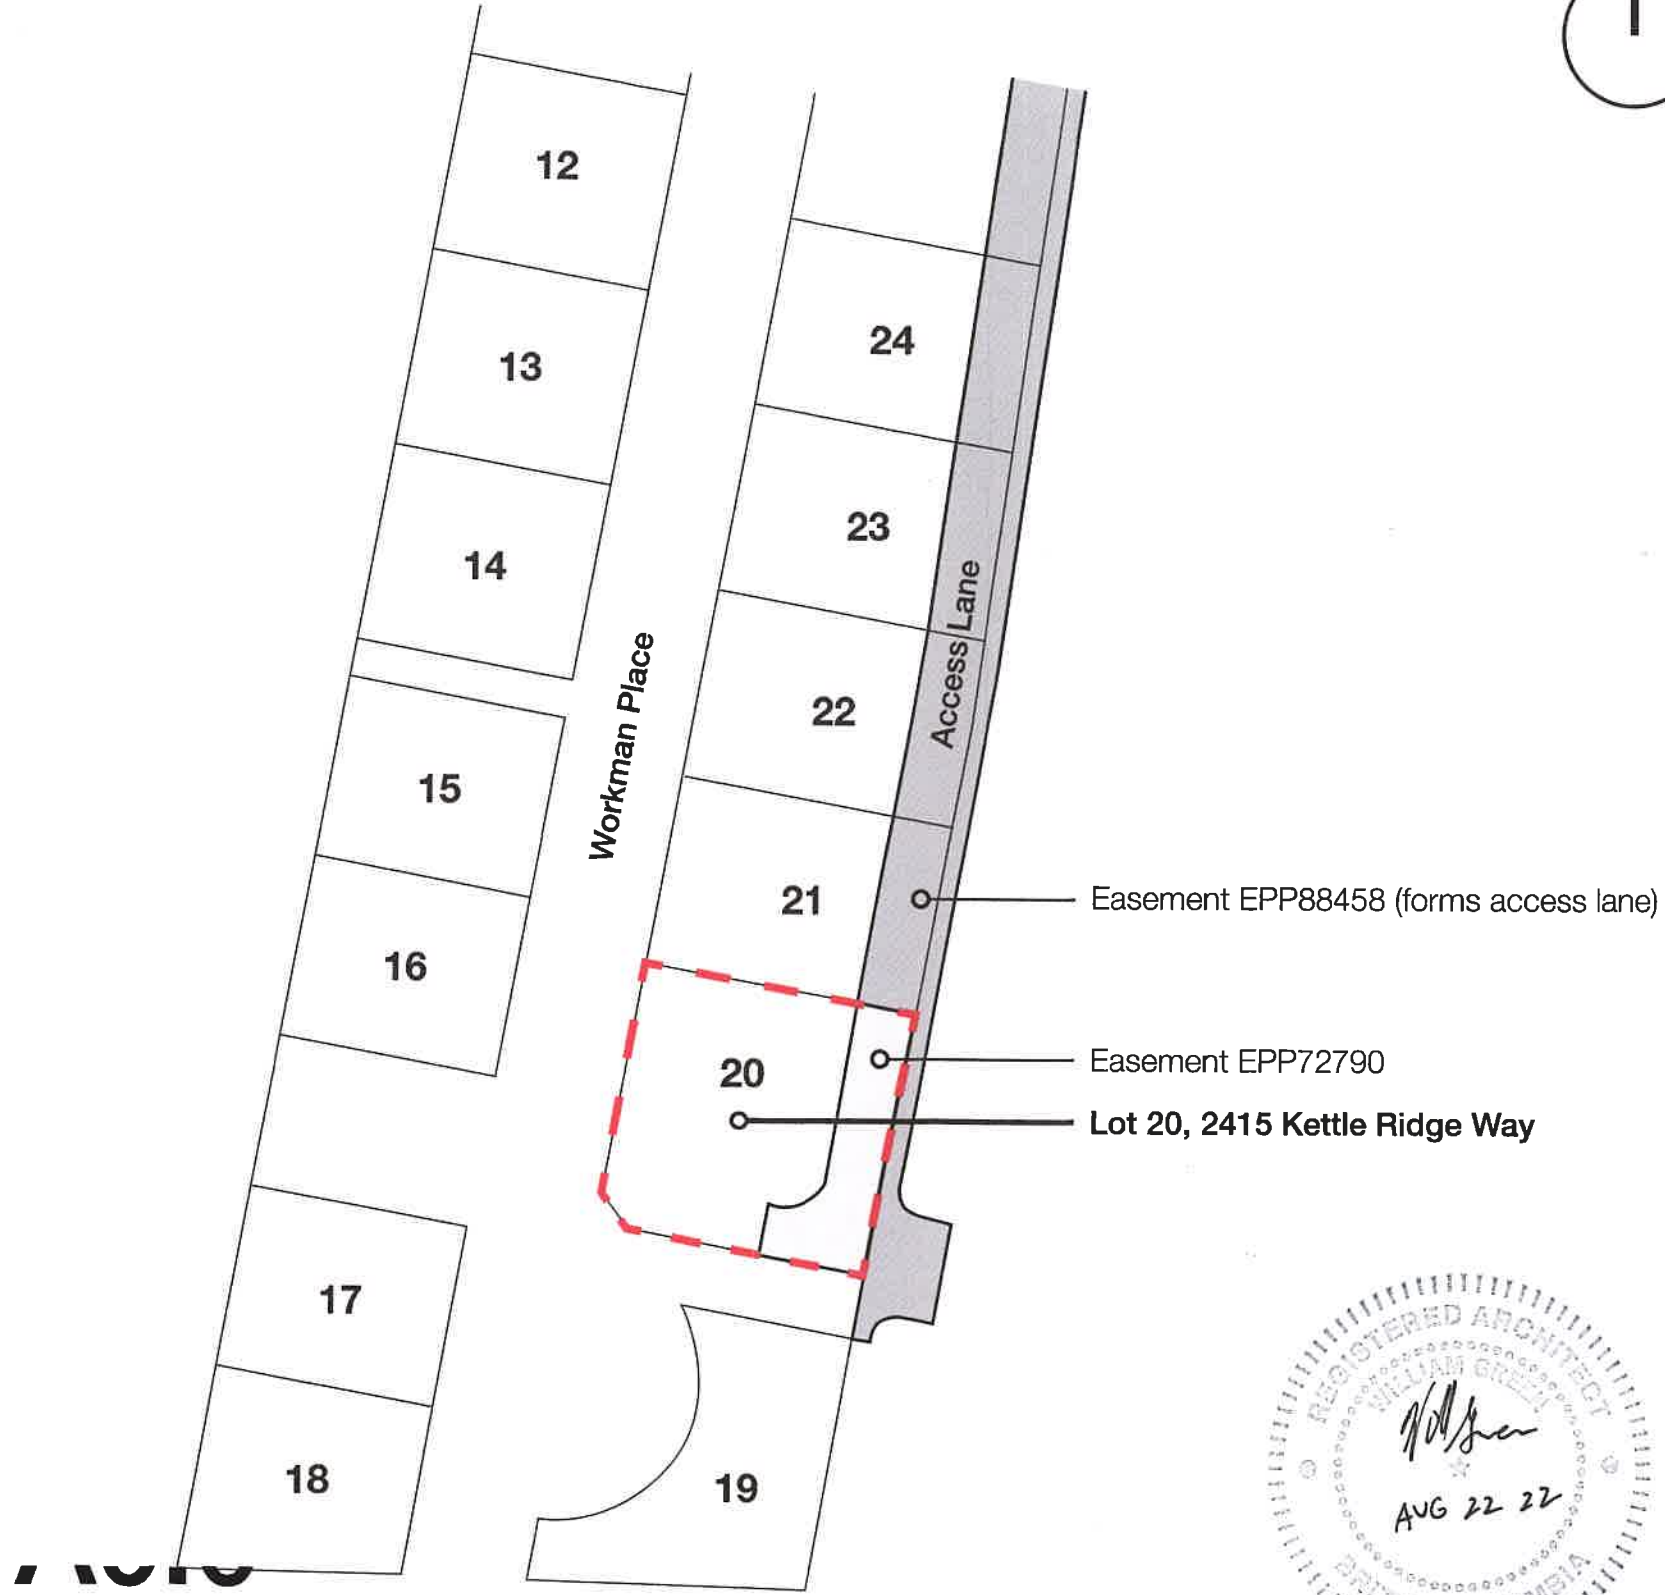 12
13
24
14
23
Access Lane
Workman Place
22
15
21
Easement EPP88458 (forms access lane)
16
20
Easement EPP72790
Lot 20, 2415 Kettle Ridge Way
17
18
19
REGISTERED ARCHITECT
WILLIAM GREEN
AUG 22 22